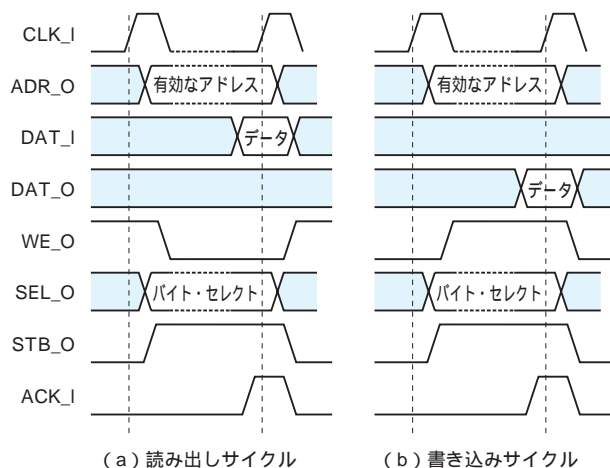 CLK_I
ADR_O
有効なアドレス
有効なアドレス
DAT_I
データ
DAT_O
データ
WE_O
SEL_O
バイト・セレクト
バイト・セレクト
STB_O
ACK_I
(a)読み出しサイクル
(b)書き込みサイクル